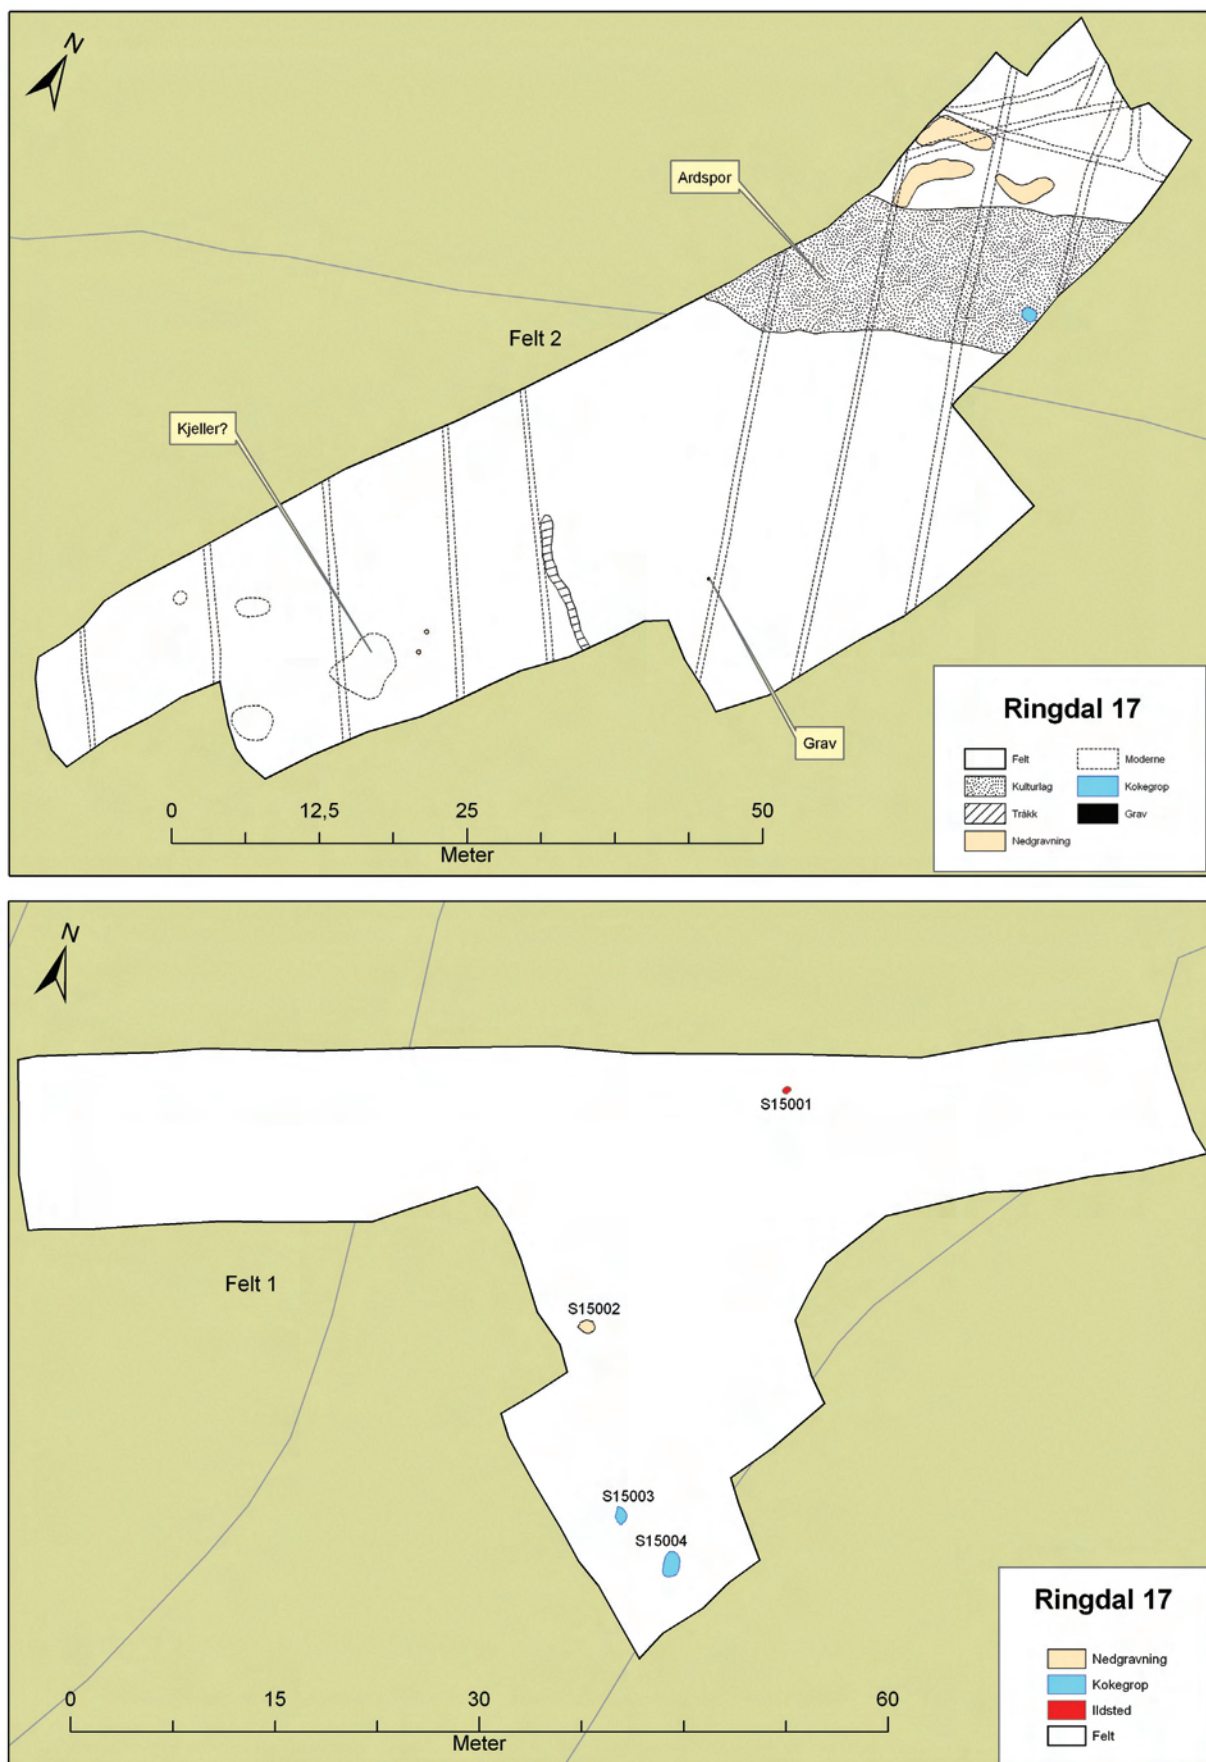 N
Ardspor
Felt 2
Kjeller?
Grav
0 12,5 25 50
Meter
Ringdal 17
Felt Moderne
Kulturlag Kokegrop
Tråkk Grav
Nedgravning
N
S15001
Felt 1
S15002
S15003
S15004
0 15 30 60
Meter
Ringdal 17
Nedgravning
Kokegrop
Ildsted
Felt